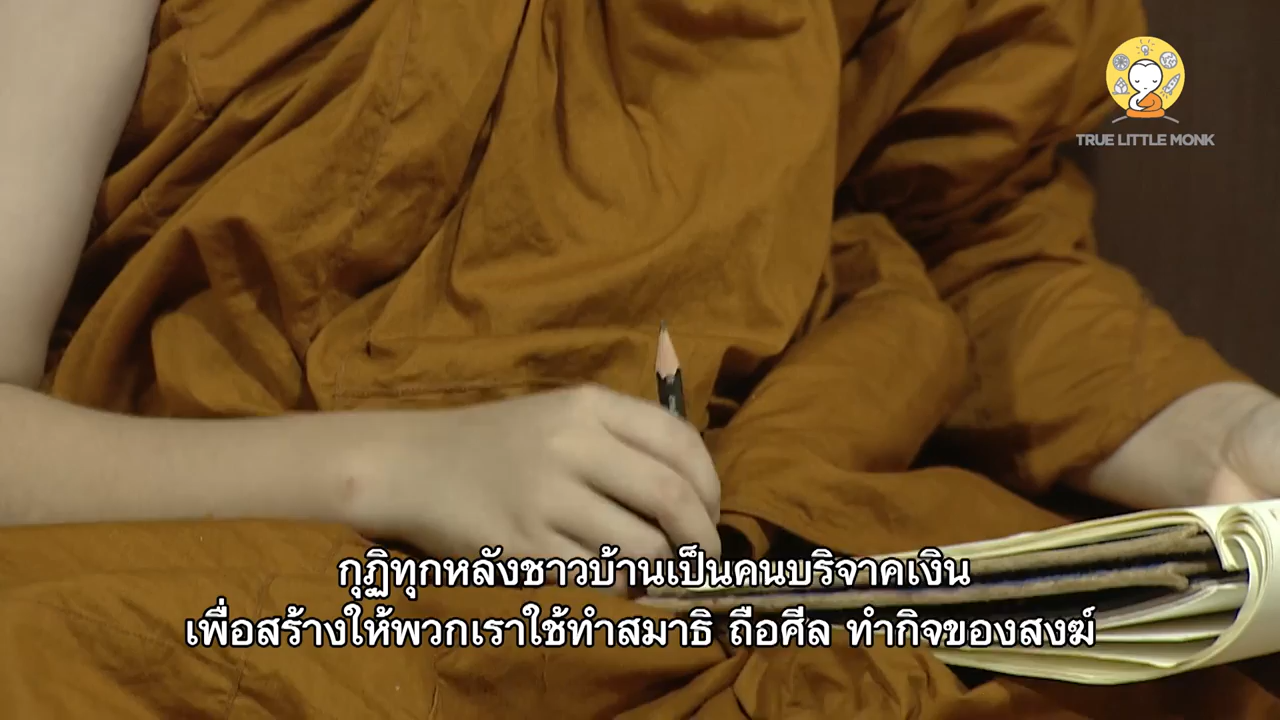 TRUE LITTLE MONK
กุฏิทุกหลังชาวบ้านเป็นคนบริจาคเงิน
เพื่อสร้างให้พวกเราใช้ทำสมาธิ ถือศีล ทำกิจของสงฆ์